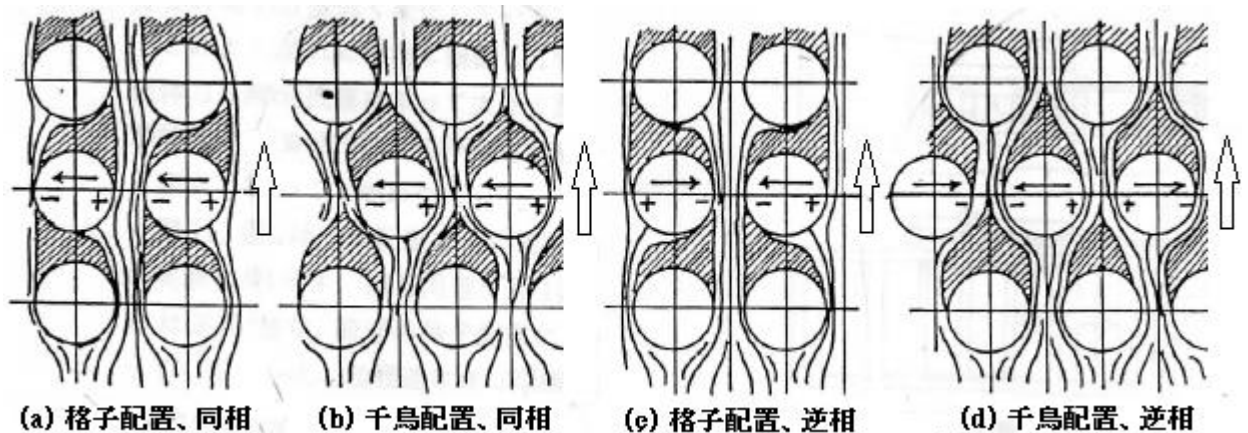 − + − + − + − + + − − + − − + + −
(a) 格子配置、同相 (b) 千鳥配置、同相 (c) 格子配置、逆相 (d) 千鳥配置、逆相